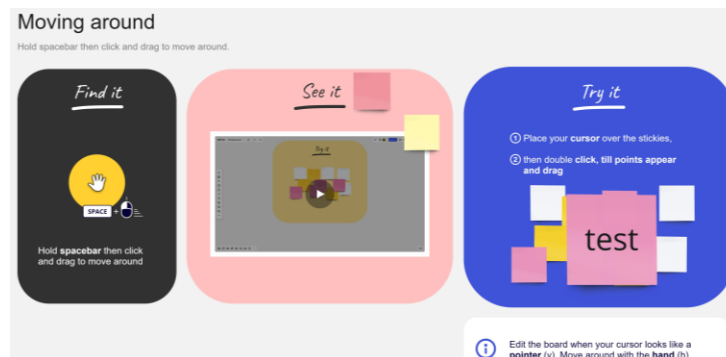 Moving around
Hold spacebar then click and drag to move around.
Find it
SPACE +
Hold spacebar then click
and drag to move around
See it
Try it
Try it
1 Place your cursor over the stickies,
2 then double click, till points appear
and drag
test
Edit the board when your cursor looks like a
pointer (v). Move around with the hand (h)